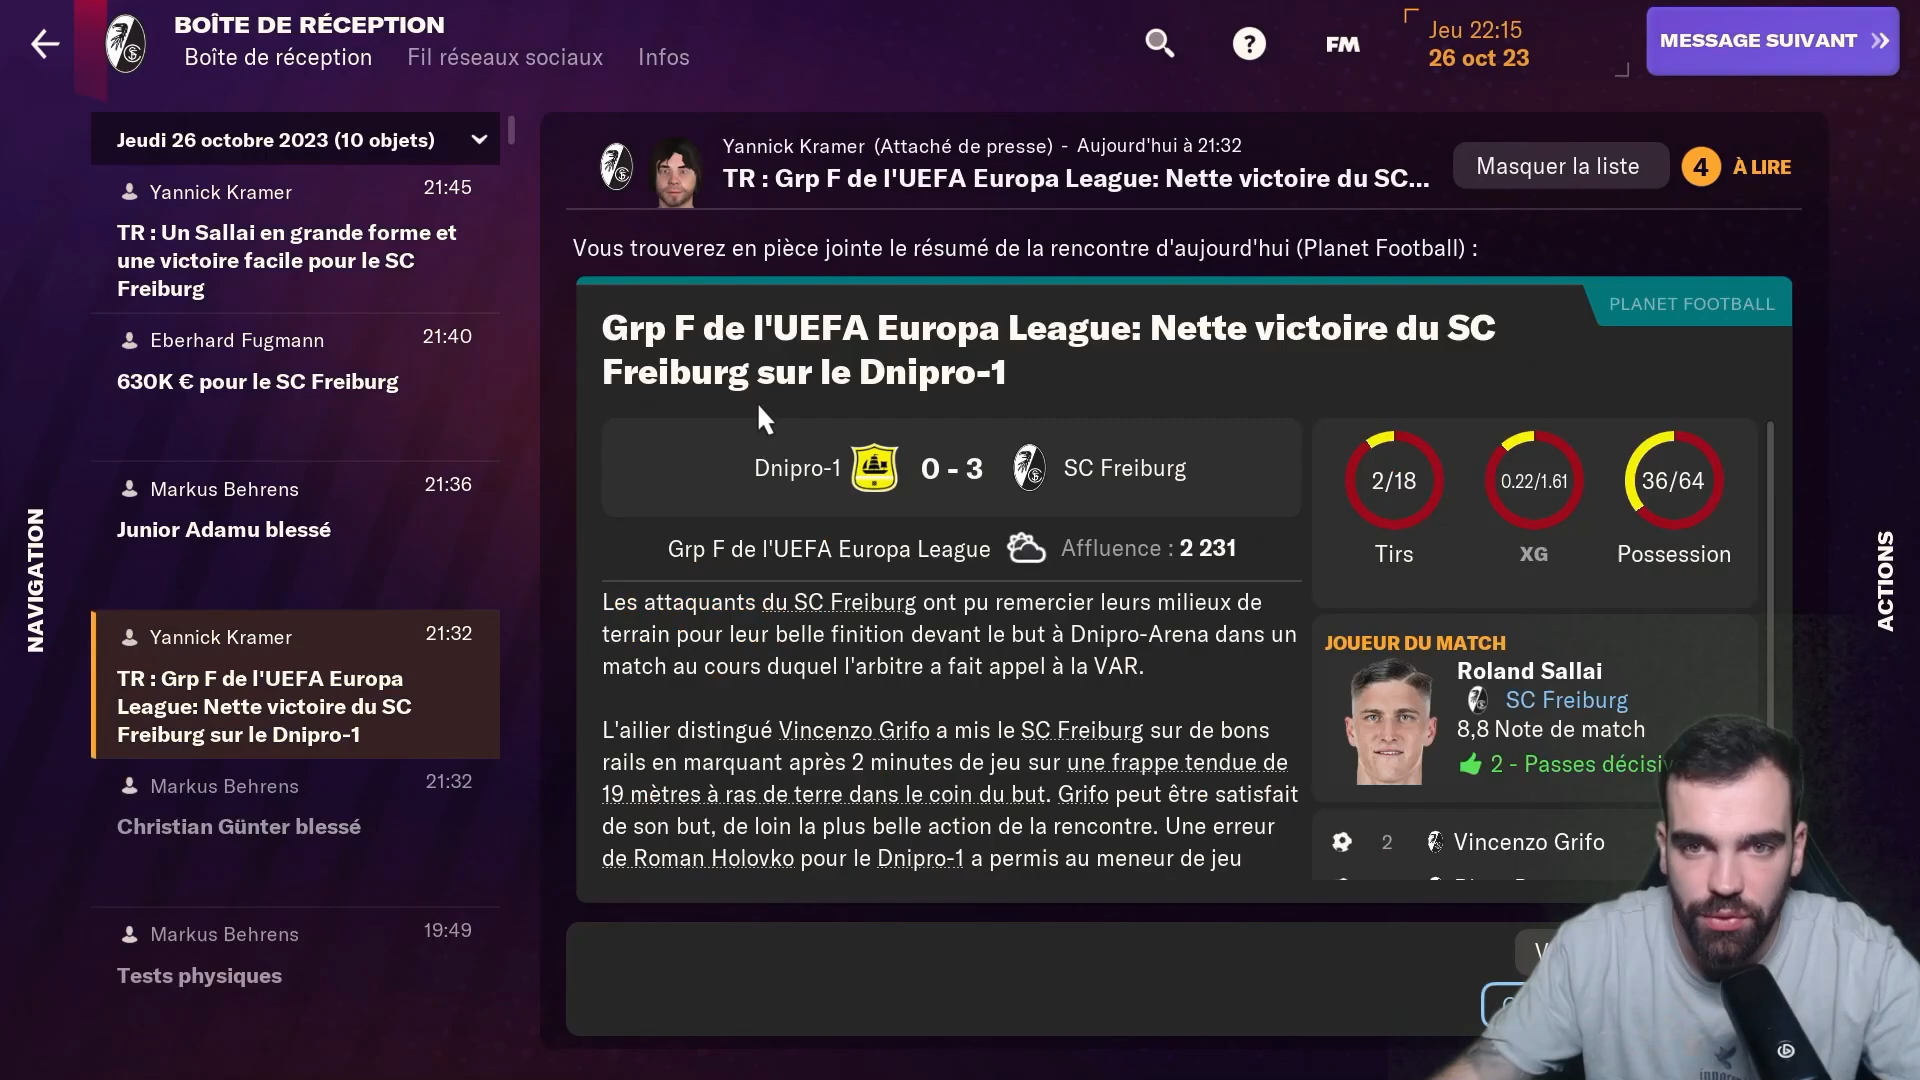 BOÎTE DE RÉCEPTION
Boîte de réception Fil réseaux sociaux Infos
?
FM
Jeu 22:15
26 oct 23
MESSAGE SUIVANT
NAVIGATION
Jeudi 26 octobre 2023 (10 objets)
Yannick Kramer 21:45
TR : Un Sallai en grande forme et
une victoire facile pour le SC
Freiburg
Eberhard Fugmann 21:40
630K € pour le SC Freiburg
Markus Behrens 21:36
Junior Adamu blessé
Yannick Kramer 21:32
TR : Grp F de l'UEFA Europa
League: Nette victoire du SC
Freiburg sur le Dnipro-1
Markus Behrens 21:32
Christian Günter blessé
Markus Behrens 19:49
Tests physiques
Yannick Kramer (Attaché de presse) - Aujourd'hui à 21:32
TR : Grp F de l'UEFA Europa League: Nette victoire du SC...
Masquer la liste
4 À LIRE
Vous trouverez en pièce jointe le résumé de la rencontre d'aujourd'hui (Planet Football) :
PLANET FOOTBALL
Grp F de l'UEFA Europa League: Nette victoire du SC
Freiburg sur le Dnipro-1
Dnipro-1 0 - 3 SC Freiburg
Grp F de l'UEFA Europa League Affluence : 2 231
Les attaquants du SC Freiburg ont pu remercier leurs milieux de
terrain pour leur belle finition devant le but à Dnipro-Arena dans un
match au cours duquel l'arbitre a fait appel à la VAR.
L'ailier distingué Vincenzo Grifo a mis le SC Freiburg sur de bons
rails en marquant après 2 minutes de jeu sur une frappe tendue de
19 mètres à ras de terre dans le coin du but. Grifo peut être satisfait
de son but, de loin la plus belle action de la rencontre. Une erreur
de Roman Holovko pour le Dnipro-1 a permis au meneur de jeu
2/18 0.22/1.61 36/64
Tirs XG Possession
JOUEUR DU MATCH
Roland Sallai
SC Freiburg
8,8 Note de match
2 - Passes décisiv
2 Vincenzo Grifo
ACTIONS